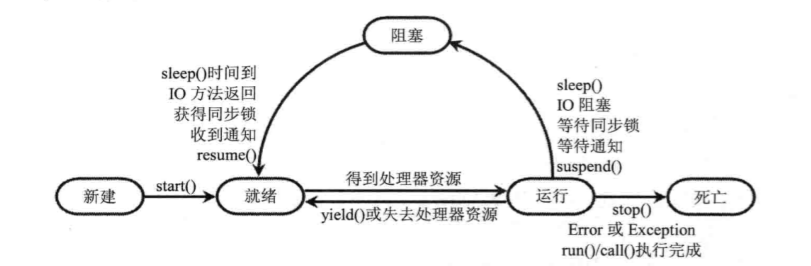 阻塞
sleep()时间到
IO 方法返回
获得同步锁
收到通知
resume()
sleep()
IO 阻塞
等待同步锁
等待通知
suspend()
新建
start()
就绪
得到处理器资源
yield()或失去处理器资源
运行
死亡
stop()
Error 或 Exception
run()/call()执行完成